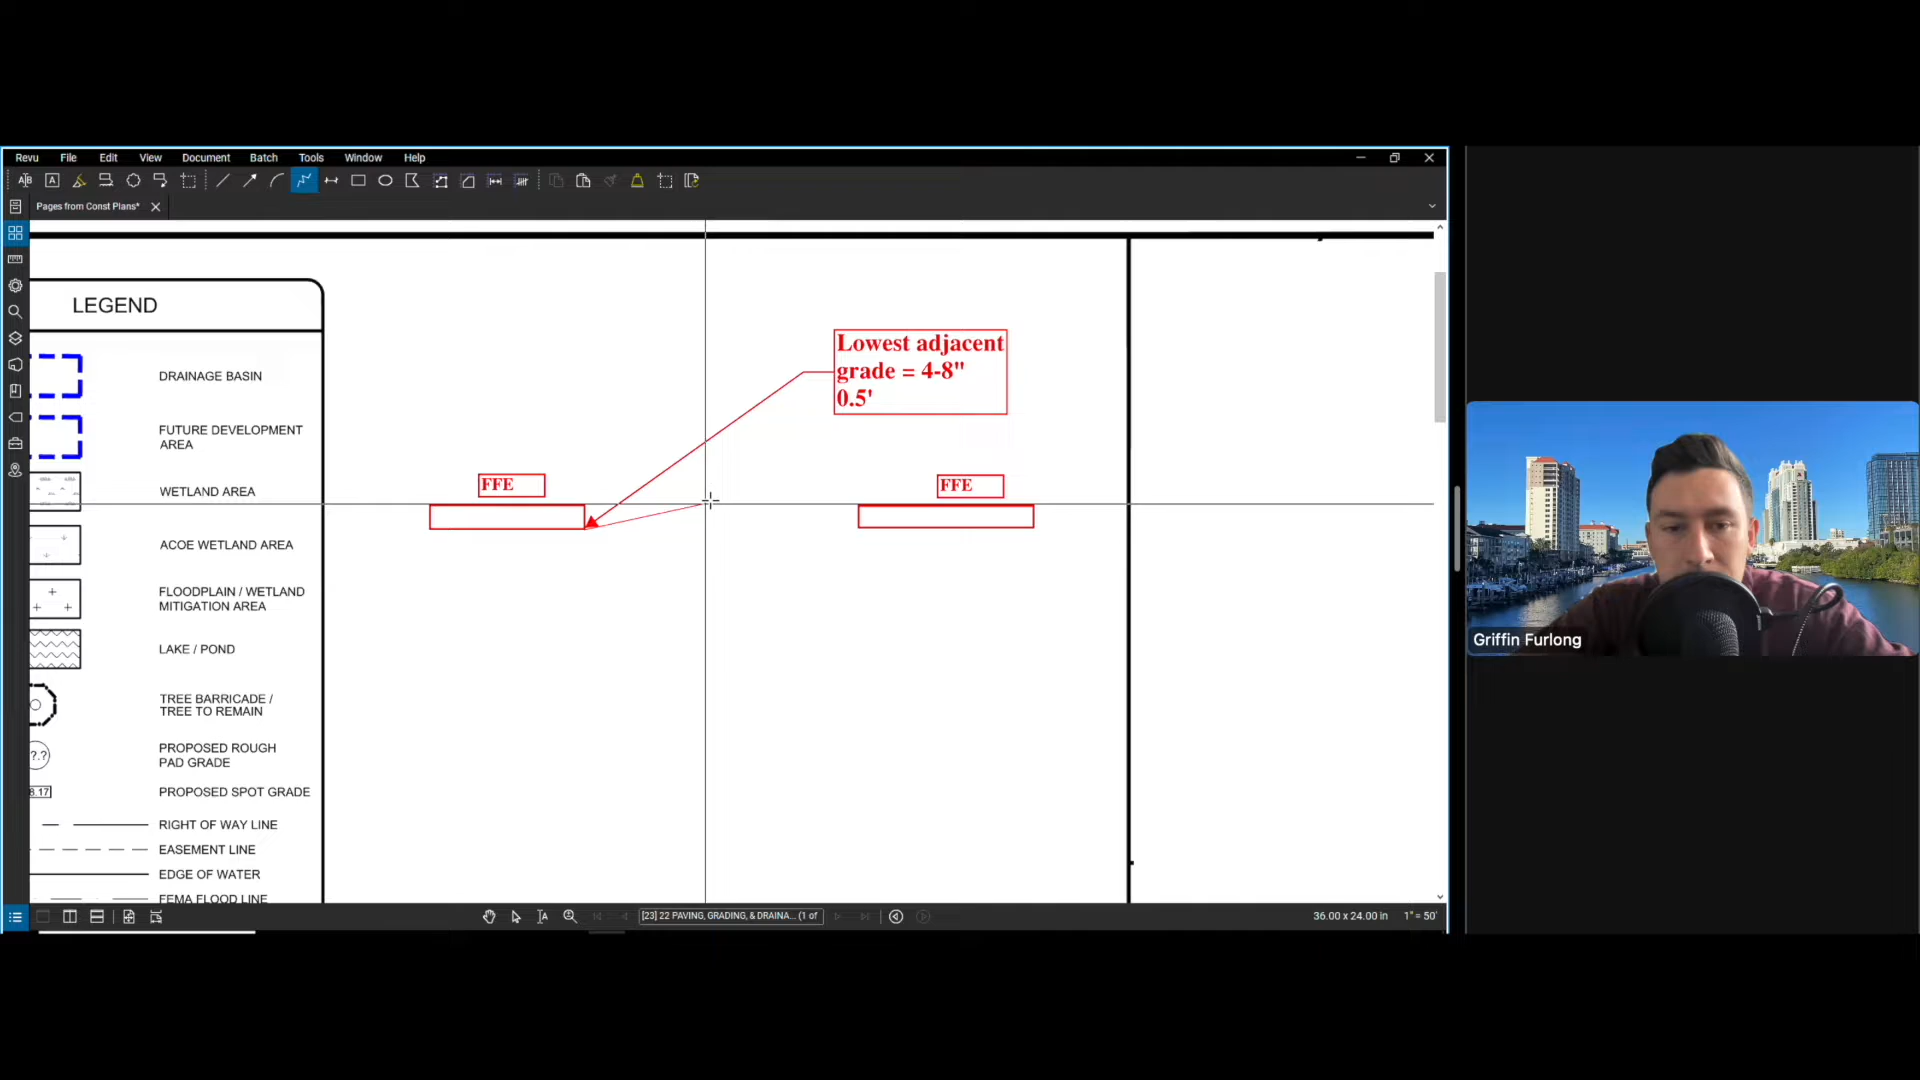 Revu File Edit View Document Batch Tools Window Help
Pages from Const Plans*
LEGEND
DRAINAGE BASIN
FUTURE DEVELOPMENT
AREA
WETLAND AREA
ACOE WETLAND AREA
FLOODPLAIN / WETLAND
MITIGATION AREA
LAKE / POND
TREE BARRICADE /
TREE TO REMAIN
?.?
PROPOSED ROUGH
PAD GRADE
8.17
PROPOSED SPOT GRADE
RIGHT OF WAY LINE
EASEMENT LINE
EDGE OF WATER
FEMA FLOOD LINE
Lowest adjacent
grade = 4-8"
0.5'
FFE
FFE
Griffin Furlong
[23] 22 PAVING, GRADING, & DRAINA... (1 of
36.00 x 24.00 in
1" = 50'